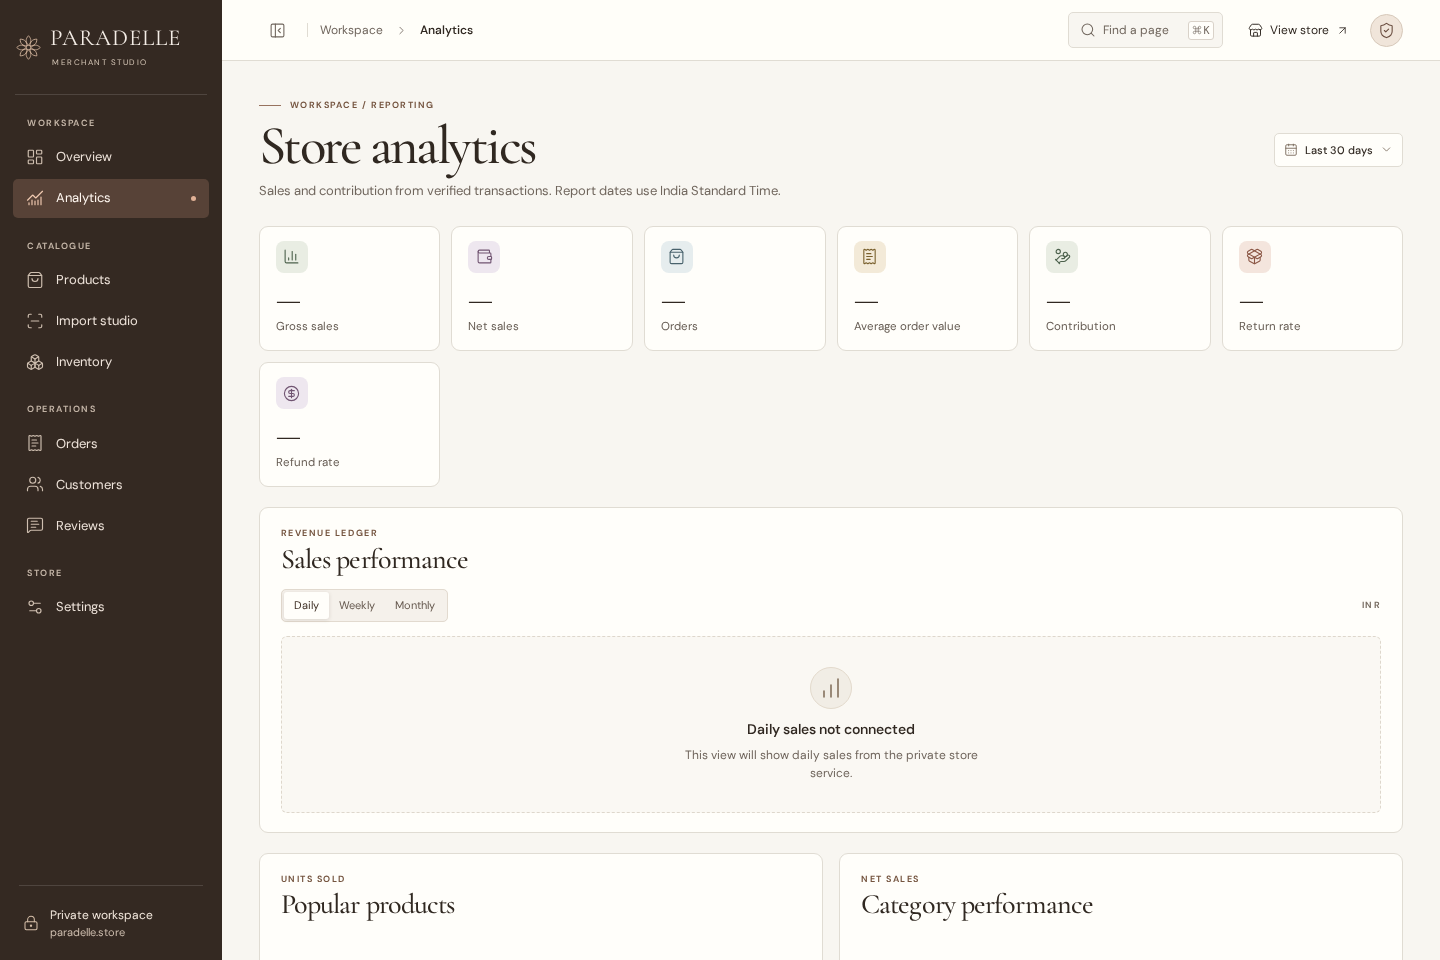 PARADELLE
MERCHANT STUDIO
WORKSPACE
Overview
Analytics
CATALOGUE
Products
Import studio
Inventory
OPERATIONS
Orders
Customers
Reviews
STORE
Settings
Private workspace
paradelle.store
Workspace
Analytics
Find a page
⌘K
View store
WORKSPACE / REPORTING
Store analytics
Sales and contribution from verified transactions. Report dates use India Standard Time.
Last 30 days
—
Gross sales
—
Net sales
—
Orders
—
Average order value
—
Contribution
—
Return rate
—
Refund rate
REVENUE LEDGER
Sales performance
Daily
Weekly
Monthly
INR
Daily sales not connected
This view will show daily sales from the private store
service.
UNITS SOLD
Popular products
NET SALES
Category performance